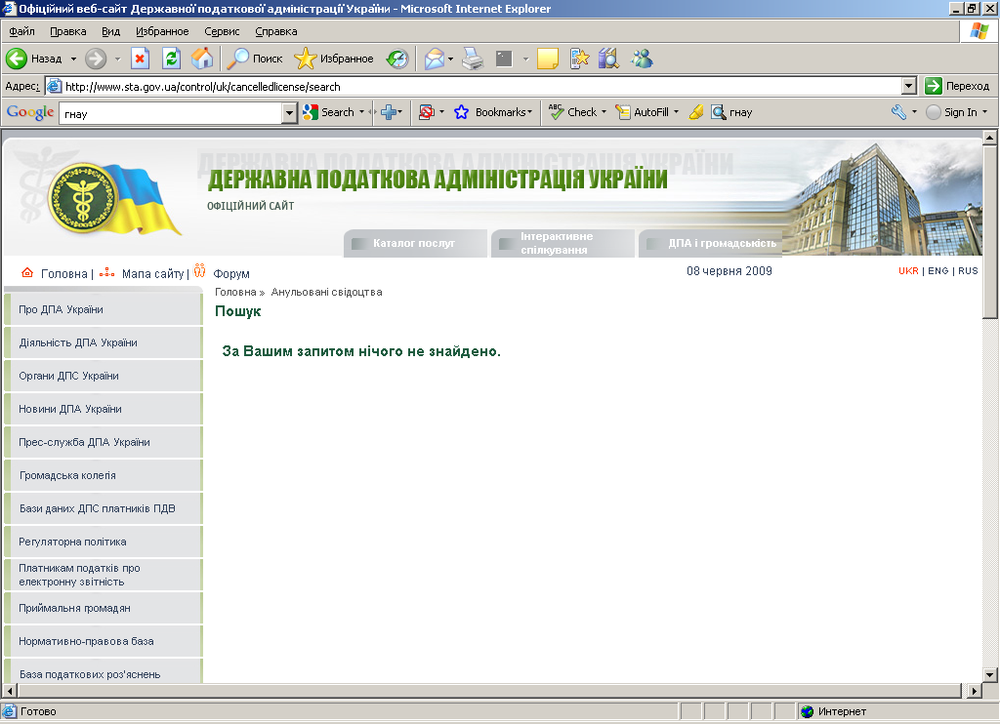 Офіційний веб-сайт Державної податкової адміністрації України - Microsoft Internet Explorer
Файл Правка Вид Избранное Сервис Справка
Назад Поиск Избранное
Адрес: http://www.sta.gov.ua/control/uk/cancelledlicense/search Переход
Google гнау Search Bookmarks ABC Check AutoFill гнау Sign In
ДЕРЖАВНА ПОДАТКОВА АДМІНІСТРАЦІЯ УКРАЇНИ
ДЕРЖАВНА ПОДАТКОВА АДМІНІСТРАЦІЯ УКРАЇНИ
ОФІЦІЙНИЙ САЙТ
Каталог послуг
Інтерактивне
спілкування
ДПА і громадськість
Головна | Мапа сайту | Форум 08 червня 2009 UKR | ENG | RUS
Головна » Анульовані свідоцтва
Пошук
За Вашим запитом нічого не знайдено.
Про ДПА України
Діяльність ДПА України
Органи ДПС України
Новини ДПА України
Прес-служба ДПА України
Громадська колегія
Бази даних ДПС платників ПДВ
Регуляторна політика
Платникам податків про
електронну звітність
Приймальня громадян
Нормативно-правова база
База податкових роз'яснень
Готово Интернет